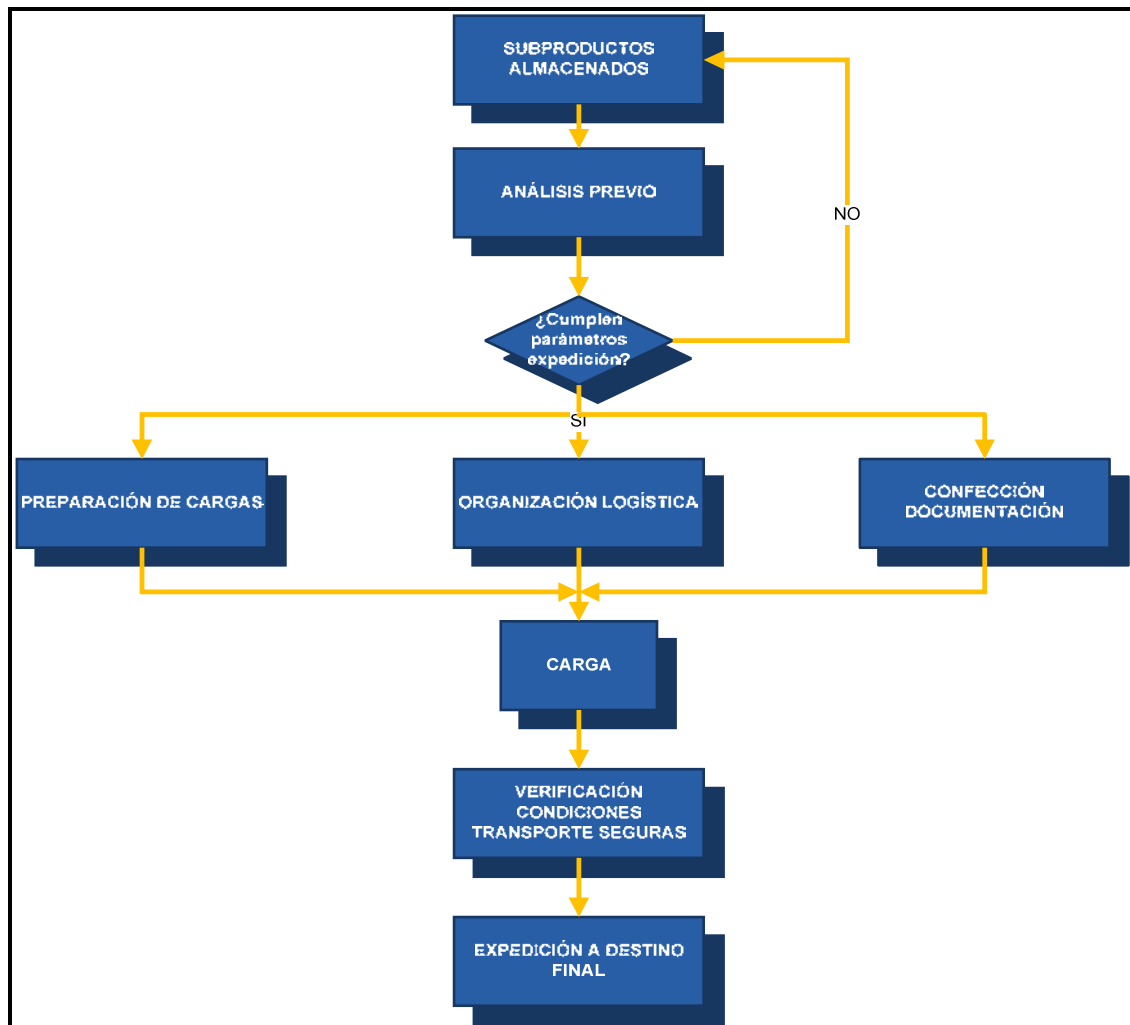 SUBPRODUCTOS
ALMACENADOS
ANÁLISIS PREVIO
NO
¿Cumplen
parámetros
expedición?
Si
PREPARACIÓN DE CARGAS
ORGANIZACIÓN LOGÍSTICA
CONFECCIÓN
DOCUMENTACIÓN
CARGA
VERIFICACIÓN
CONDICIONES
TRANSPORTE SEGURAS
EXPEDICIÓN A DESTINO
FINAL